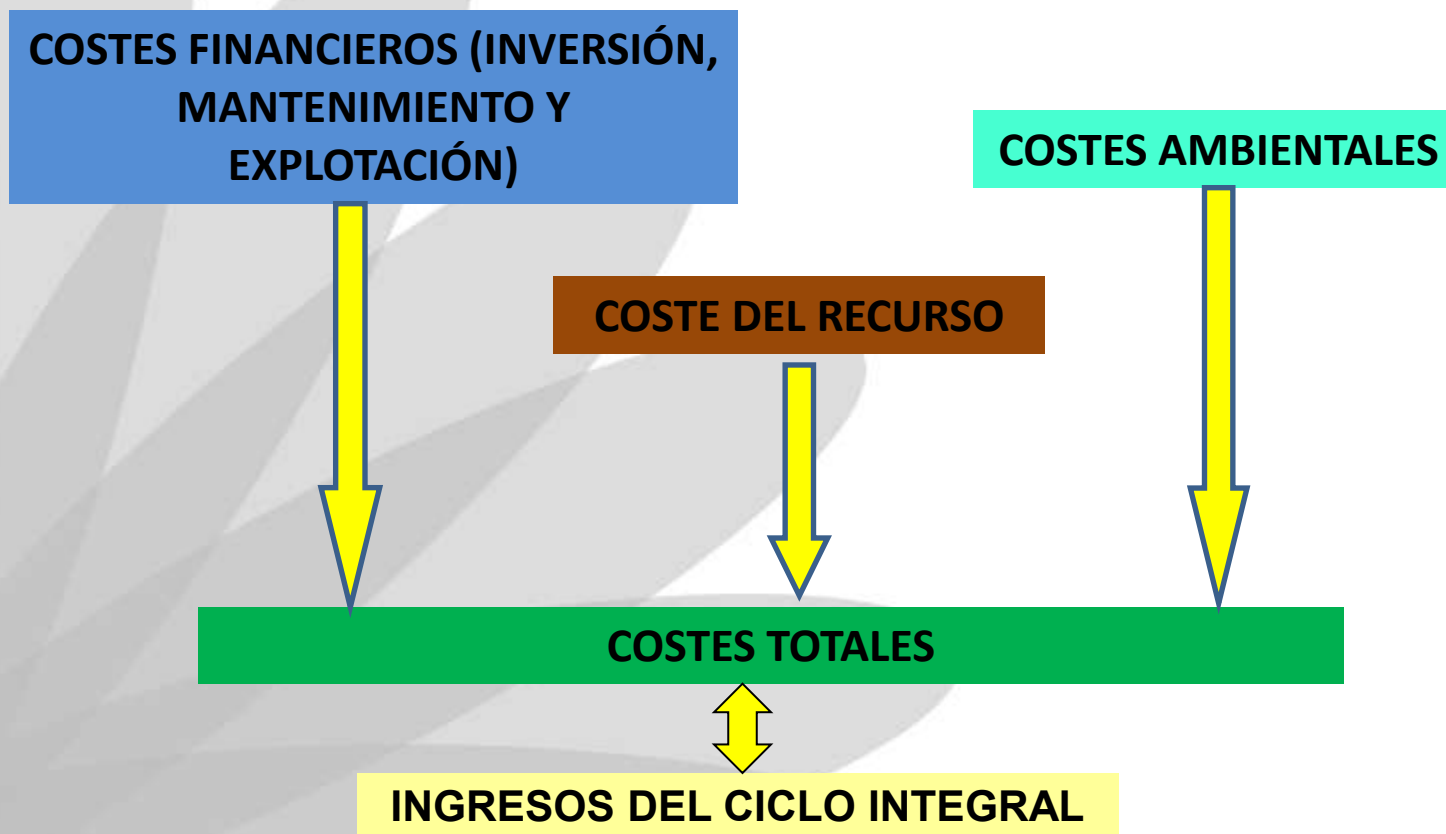 COSTES FINANCIEROS (INVERSIÓN,
MANTENIMIENTO Y
EXPLOTACIÓN)
COSTES AMBIENTALES
COSTE DEL RECURSO
COSTES TOTALES
INGRESOS DEL CICLO INTEGRAL